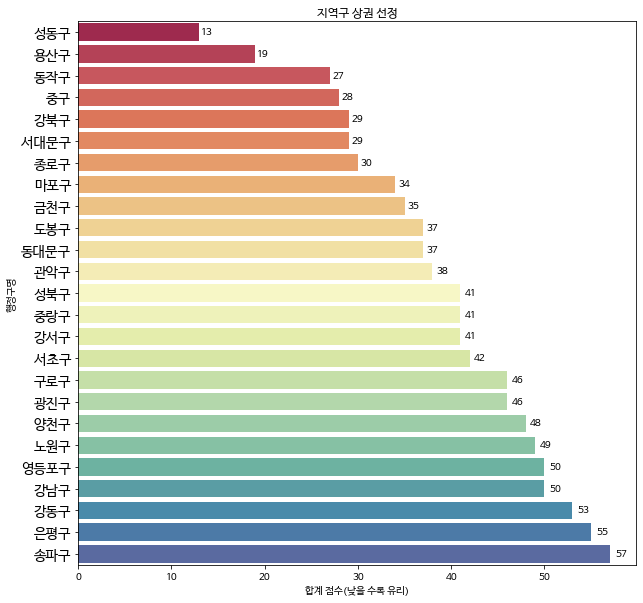 지역구 상권 선정
행정구명
성동구 13
용산구 19
동작구 27
중구 28
강북구 29
서대문구 29
종로구 30
마포구 34
금천구 35
도봉구 37
동대문구 37
관악구 38
성북구 41
중랑구 41
강서구 41
서초구 42
구로구 46
광진구 46
양천구 48
노원구 49
영등포구 50
강남구 50
강동구 53
은평구 55
송파구 57
0 10 20 30 40 50
합계 점수(낮을 수록 유리)